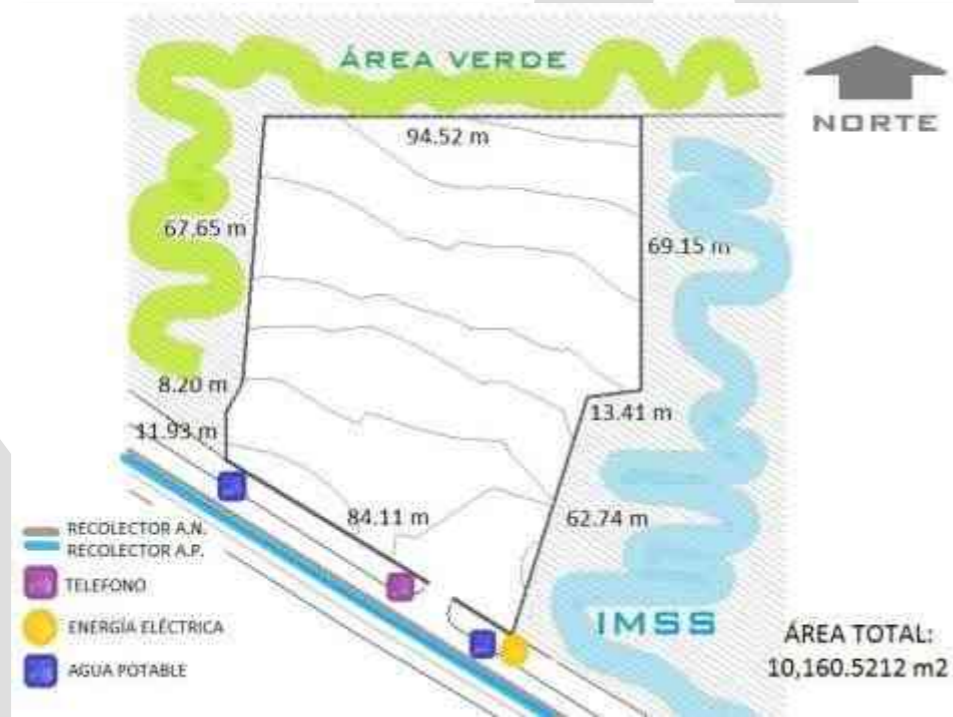 ÁREA VERDE
NORTE
94.52 m
67.65 m
69.15 m
8.20 m
13.41 m
11.93 m
84.11 m
62.74 m
RECOLECTOR A.N.
RECOLECTOR A.P.
TELEFONO
ENERGÍA ELÉCTRICA
AGUA POTABLE
IMSS
ÁREA TOTAL:
10,160.5212 m2